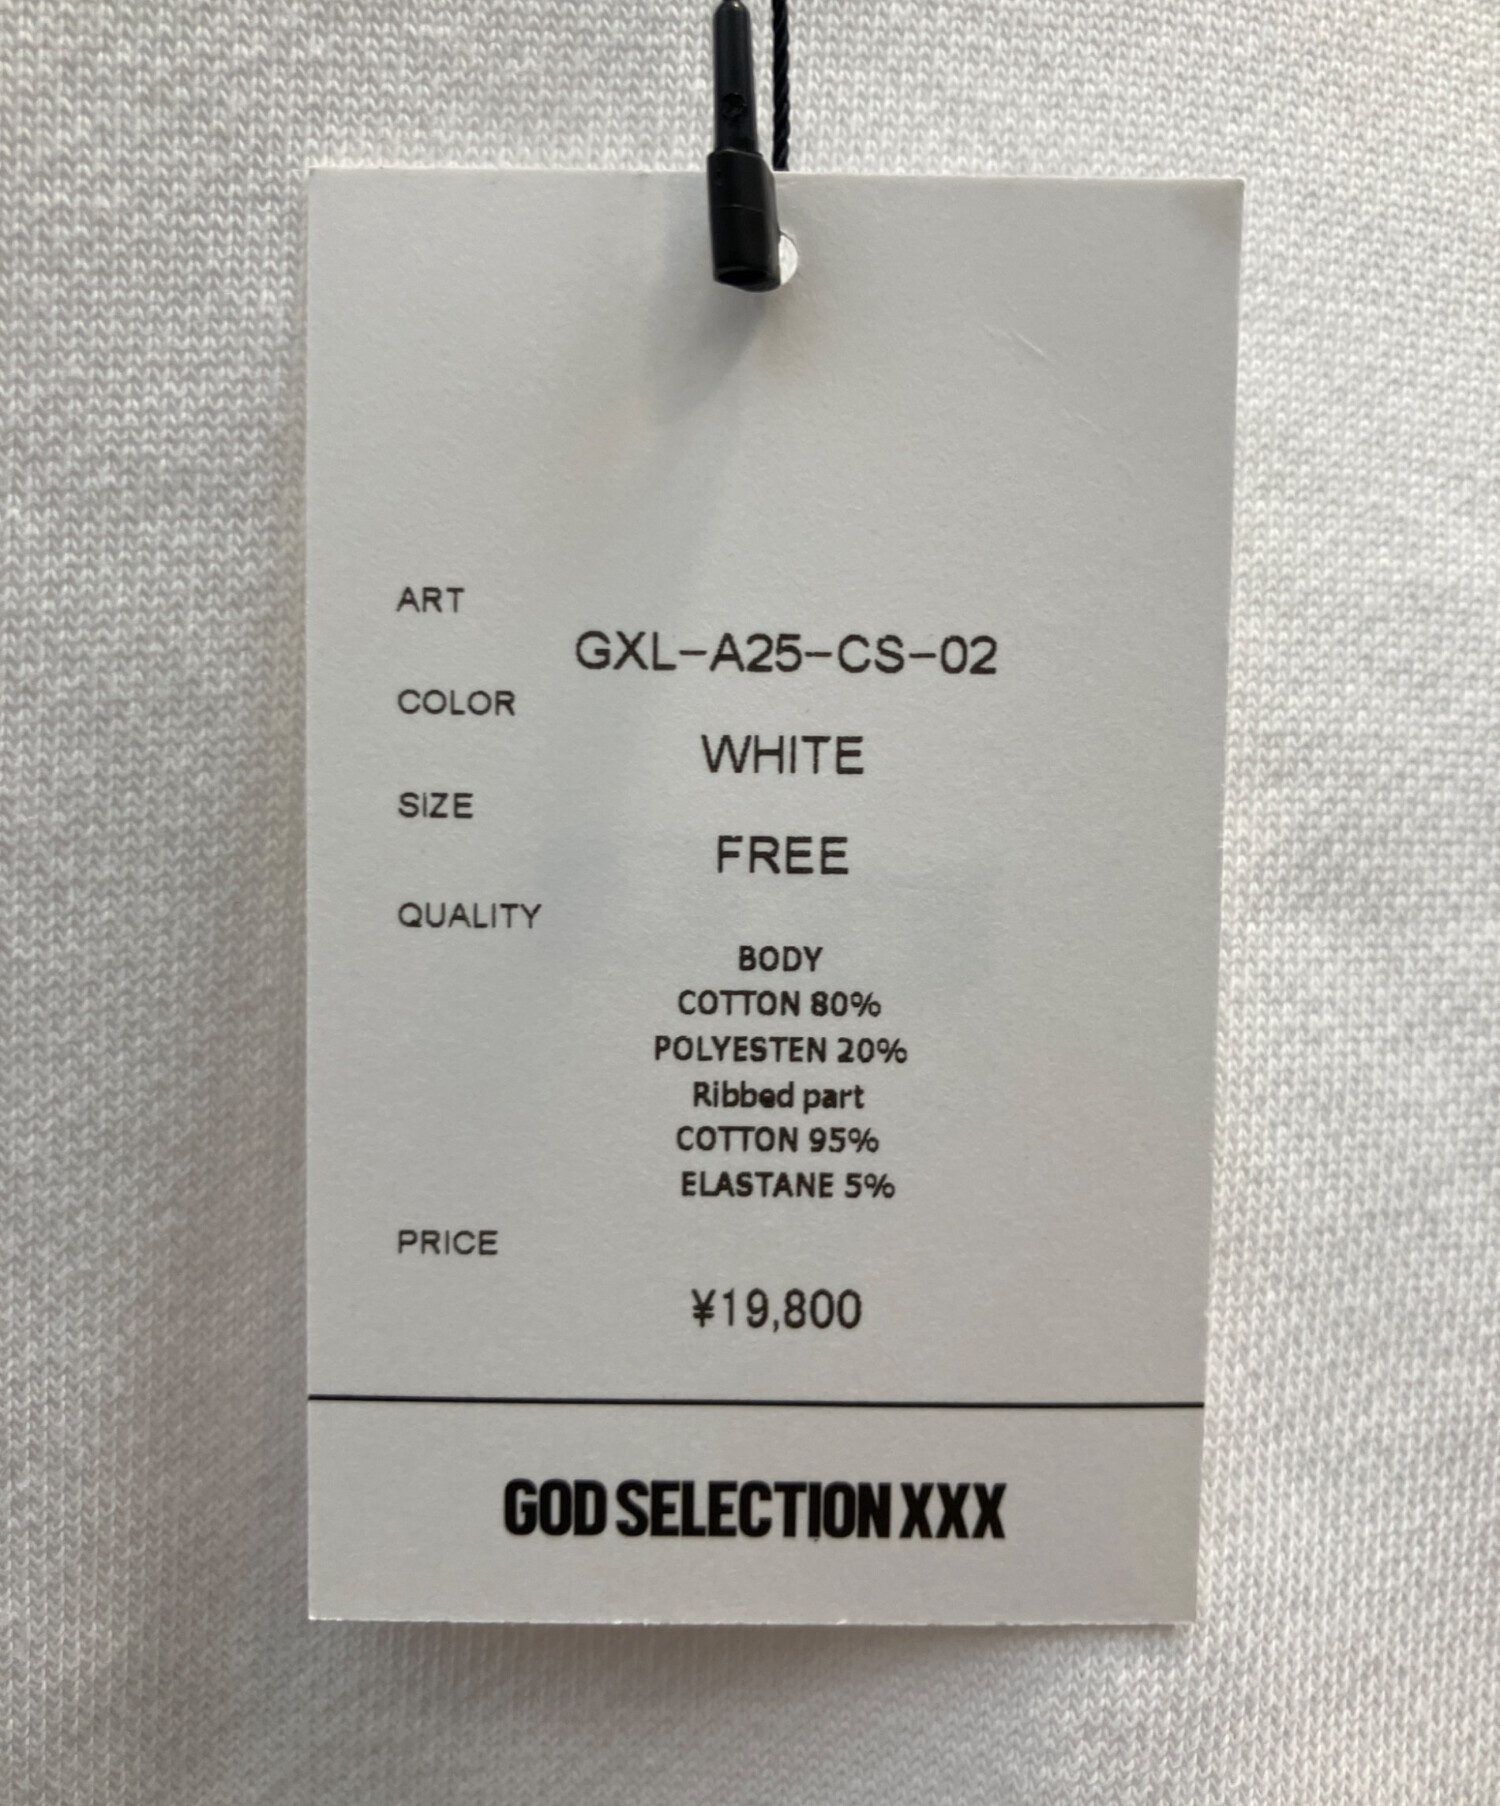 ART
GXL-A25-CS-02
COLOR
WHITE
SIZE
FREE
QUALITY
BODY
COTTON 80%
POLYESTEN 20%
Ribbed part
COTTON 95%
ELASTANE 5%
PRICE
¥19,800
GOD SELECTION XXX